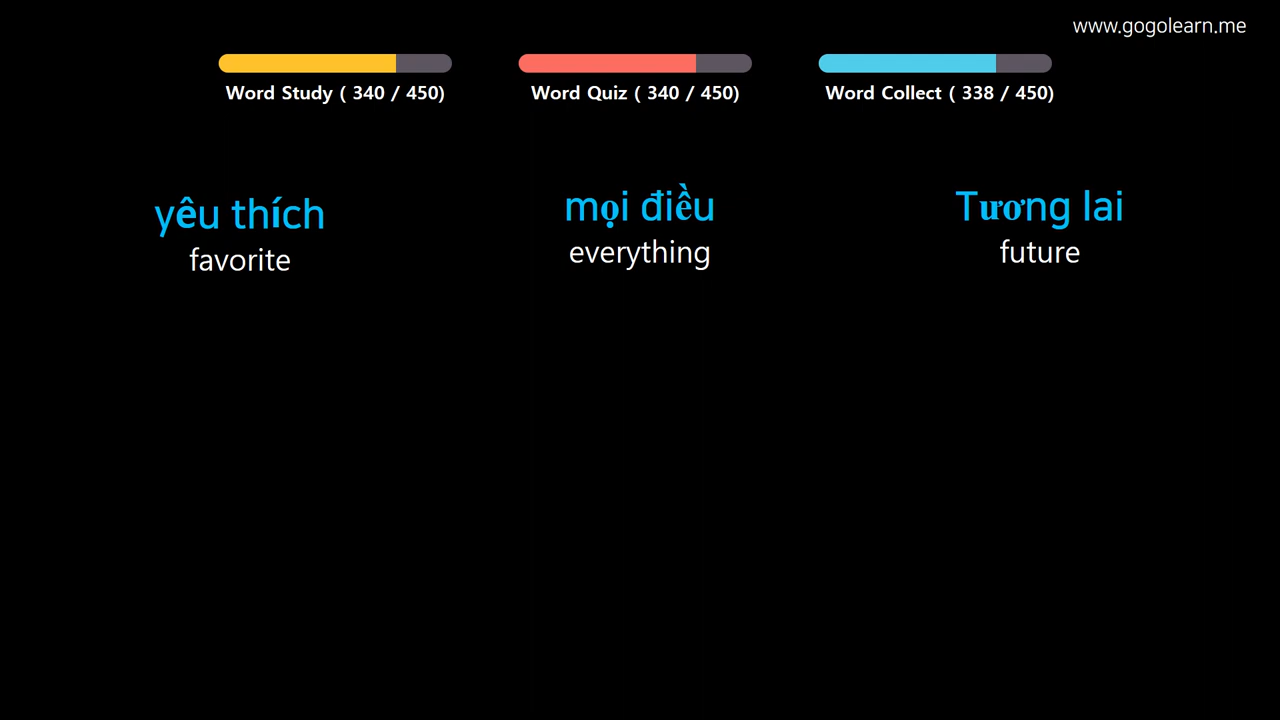 www.gogolearn.me
Word Study ( 340 / 450)
Word Quiz ( 340 / 450)
Word Collect ( 338 / 450)
yêu thích
favorite
mọi điều
everything
Tương lai
future